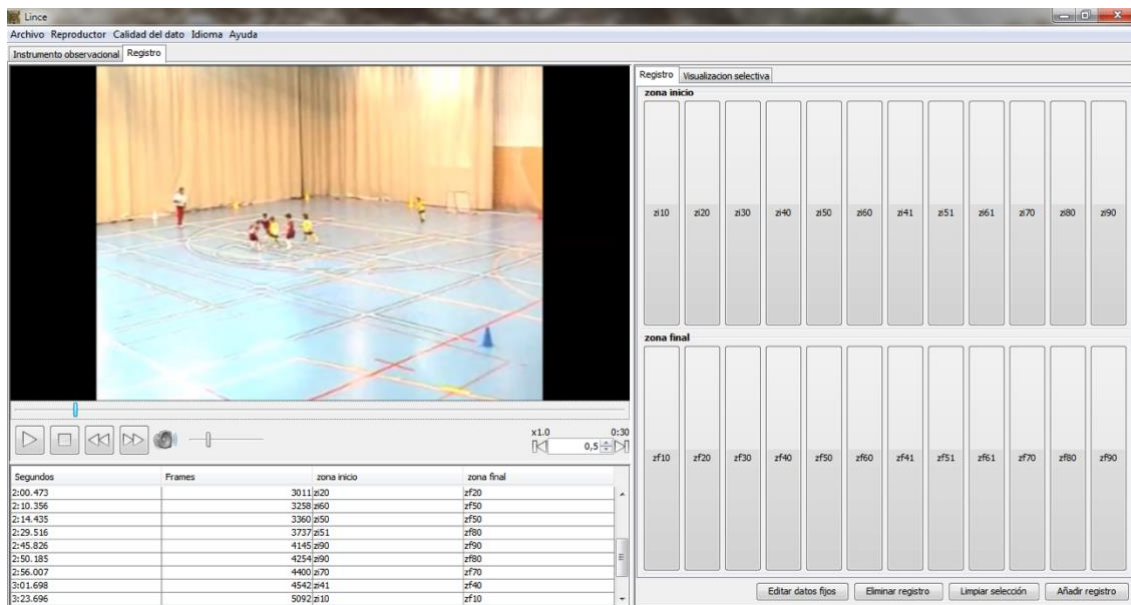 Lince
Archivo Reproductor Calidad del dato Idioma Ayuda
Instrumento observacional Registro
Registro Visualizacion selectiva
zona inicio
zi10 zi20 zi30 zi40 zi50 zi60 zi41 zi51 zi61 zi70 zi80 zi90
zona final
zf10 zf20 zf30 zf40 zf50 zf60 zf41 zf51 zf61 zf70 zf80 zf90
x1.0 0:30
0,5
Segundos Frames zona inicio zona final
2:00.473 3011 zi20 zf20
2:10.356 3258 zi60 zf50
2:14.435 3360 zi50 zf50
2:29.516 3737 zi51 zf80
2:45.826 4145 zi90 zf90
2:50.185 4254 zi90 zf80
2:56.007 4400 zi70 zf70
3:01.698 4542 zi41 zf40
3:23.696 5092 zi10 zf10
Editar datos fijos Eliminar registro Limpiar selección Añadir registro